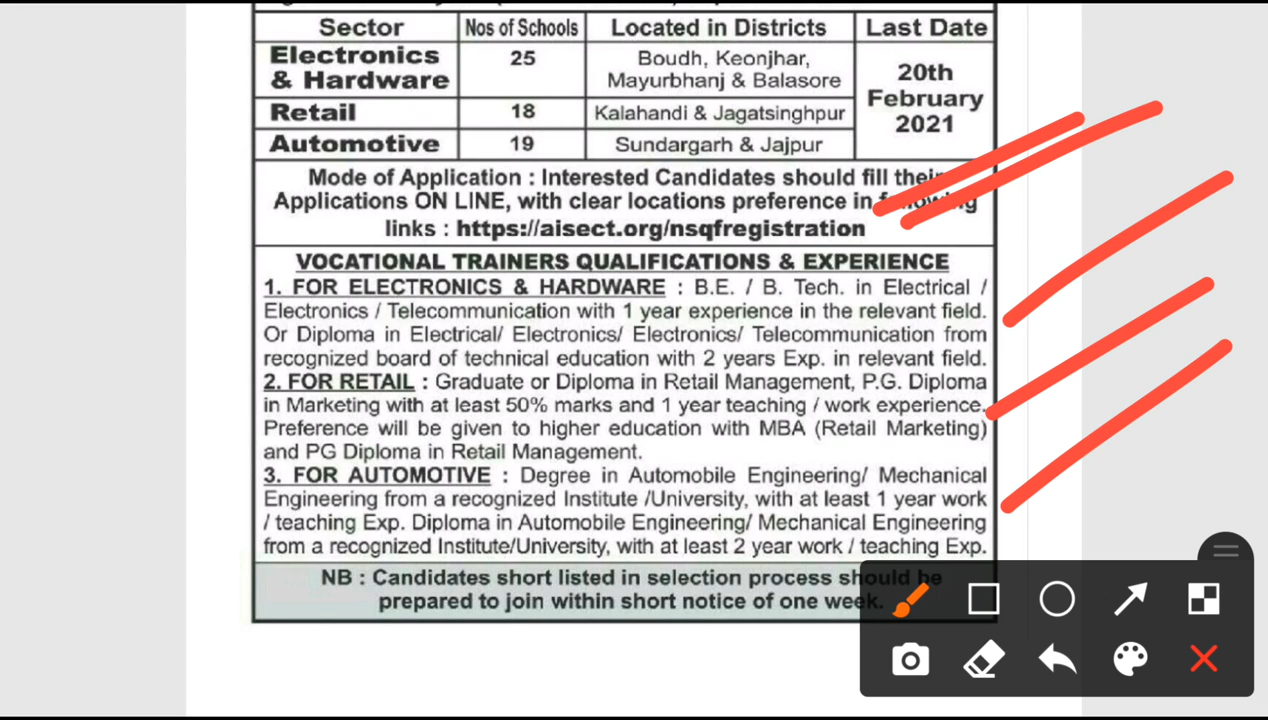 Sector Nos of Schools Located in Districts Last Date
Electronics & Hardware 25 Boudh, Keonjhar, Mayurbhanj & Balasore 20th February 2021
Retail 18 Kalahandi & Jagatsinghpur
Automotive 19 Sundargarh & Jajpur
Mode of Application : Interested Candidates should fill their
Applications ON LINE, with clear locations preference in following
links : https://aisect.org/nsqfregistration
VOCATIONAL TRAINERS QUALIFICATIONS & EXPERIENCE
1. FOR ELECTRONICS & HARDWARE : B.E. / B. Tech. in Electrical /
Electronics / Telecommunication with 1 year experience in the relevant field.
Or Diploma in Electrical/ Electronics/ Electronics/ Telecommunication from
recognized board of technical education with 2 years Exp. in relevant field.
2. FOR RETAIL : Graduate or Diploma in Retail Management, P.G. Diploma
in Marketing with at least 50% marks and 1 year teaching / work experience.
Preference will be given to higher education with MBA (Retail Marketing)
and PG Diploma in Retail Management.
3. FOR AUTOMOTIVE : Degree in Automobile Engineering/ Mechanical
Engineering from a recognized Institute /University, with at least 1 year work
/ teaching Exp. Diploma in Automobile Engineering/ Mechanical Engineering
from a recognized Institute/University, with at least 2 year work / teaching Exp.
NB : Candidates short listed in selection process should be
prepared to join within short notice of one week.